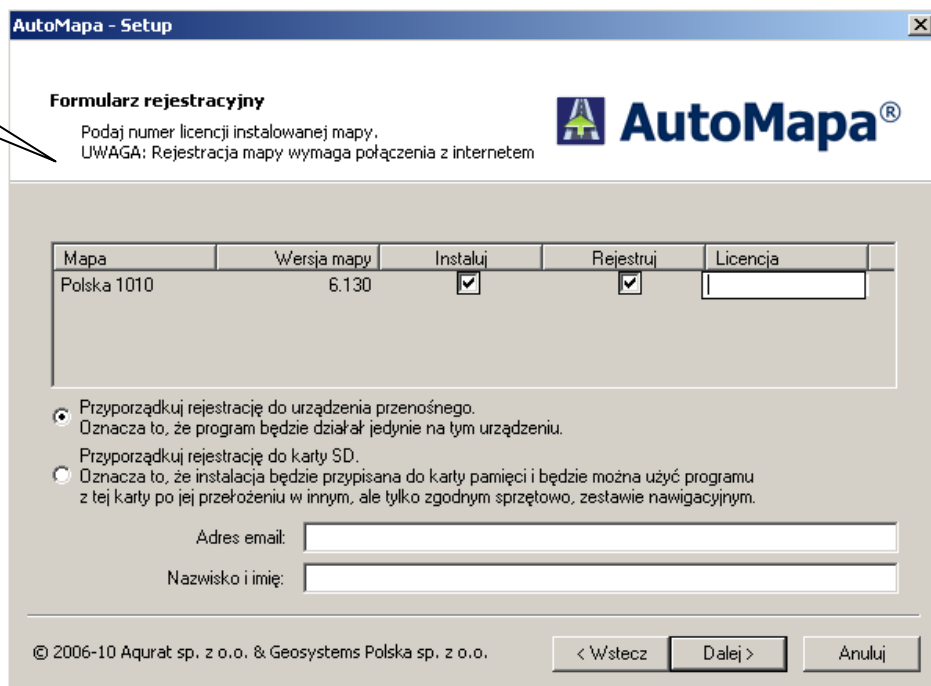 AutoMapa - Setup
Formularz rejestracyjny
Podaj numer licencji instalowanej mapy.
UWAGA: Rejestracja mapy wymaga połączenia z internetem
AutoMapa®
Mapa Wersja mapy Instaluj Rejestruj Licencja
Polska 1010 6.130
Przyporządkuj rejestrację do urządzenia przenośnego.
Oznacza to, że program będzie działał jedynie na tym urządzeniu.
Przyporządkuj rejestrację do karty SD.
Oznacza to, że instalacja będzie przypisana do karty pamięci i będzie można użyć programu
z tej karty po jej przełożeniu w innym, ale tylko zgodnym sprzętowo, zestawie nawigacyjnym.
Adres email:
Nazwisko i imię:
© 2006-10 Aqurat sp. z o.o. & Geosystems Polska sp. z o.o.
< Wstecz Dalej > Anuluj